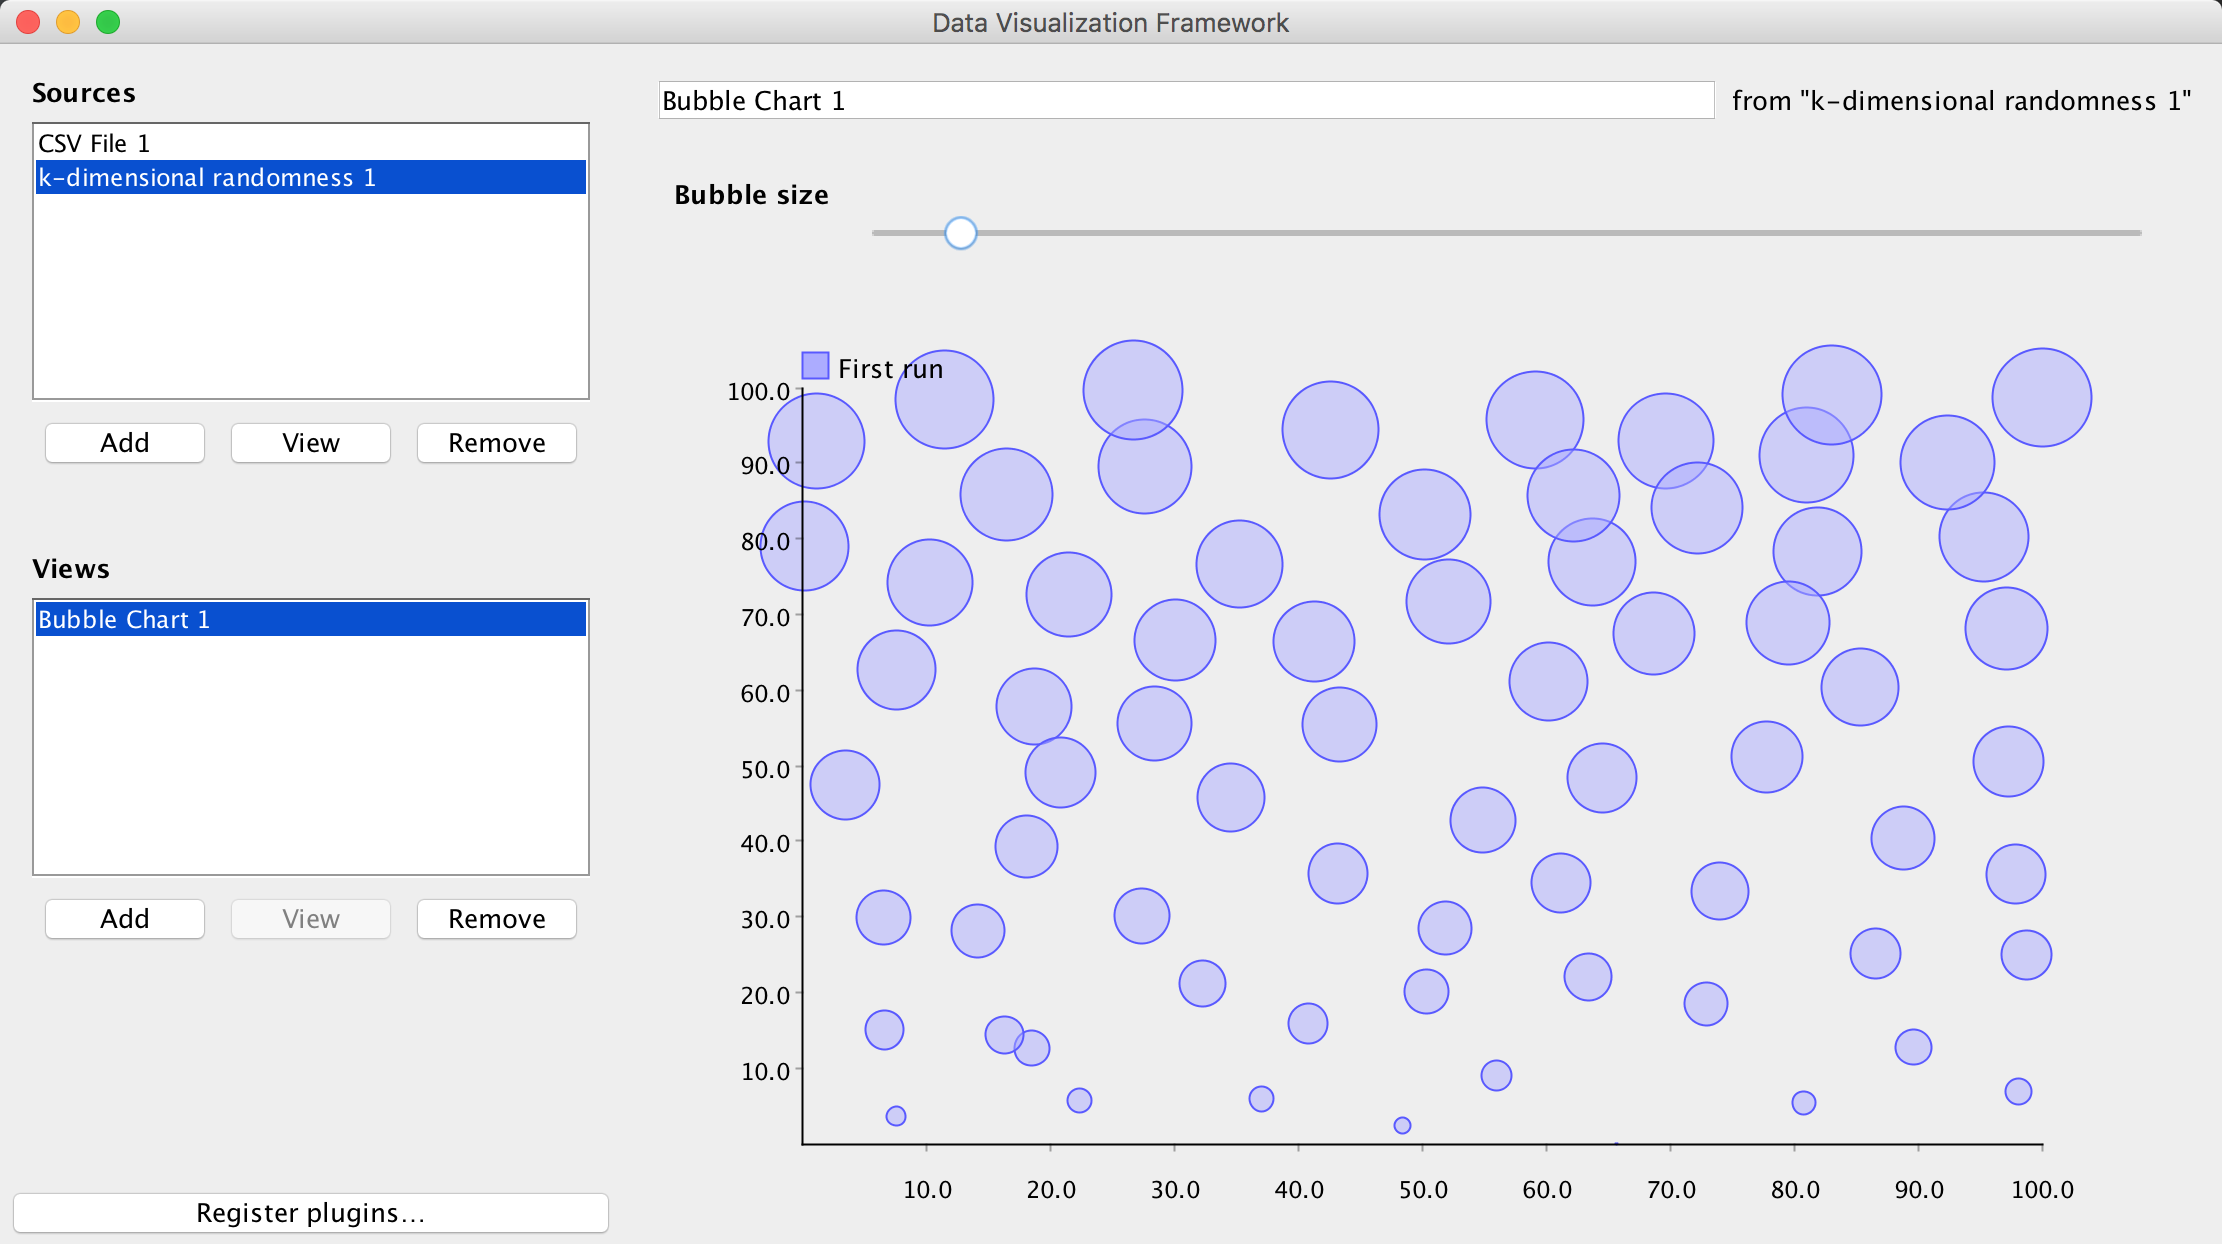 Data Visualization Framework
Sources
CSV File 1
k-dimensional randomness 1
Add
View
Remove
Views
Bubble Chart 1
Add
View
Remove
Register plugins...
Bubble Chart 1
from "k-dimensional randomness 1"
Bubble size
First run
100.0
90.0
80.0
70.0
60.0
50.0
40.0
30.0
20.0
10.0
10.0 20.0 30.0 40.0 50.0 60.0 70.0 80.0 90.0 100.0